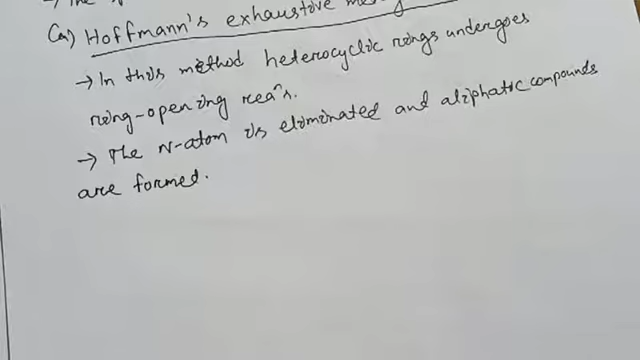 (a) Hoffmann's exhaustive
→ In this method heterocyclic rings undergoes
ring-opening reacn.
→ The N-atom is eliminated and aliphatic compounds
are formed.